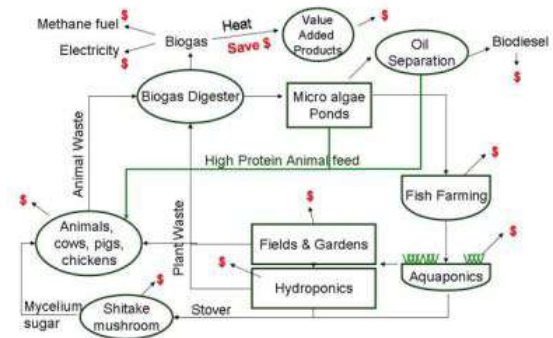 Methane fuel
$
Heat
Save $
Value
Added
Products
$
Electricity
$
Biogas
Oil
Separation
Biodiesel
$
Biogas Digester
Micro algae
Ponds
Animal Waste
High Protein Animal feed
Plant Waste
$
Fish Farming
$
Animals,
cows, pigs,
chickens
$
Fields & Gardens
$
Hydroponics
$
Aquaponics
Mycelium
sugar
$
Shitake
mushroom
Stover